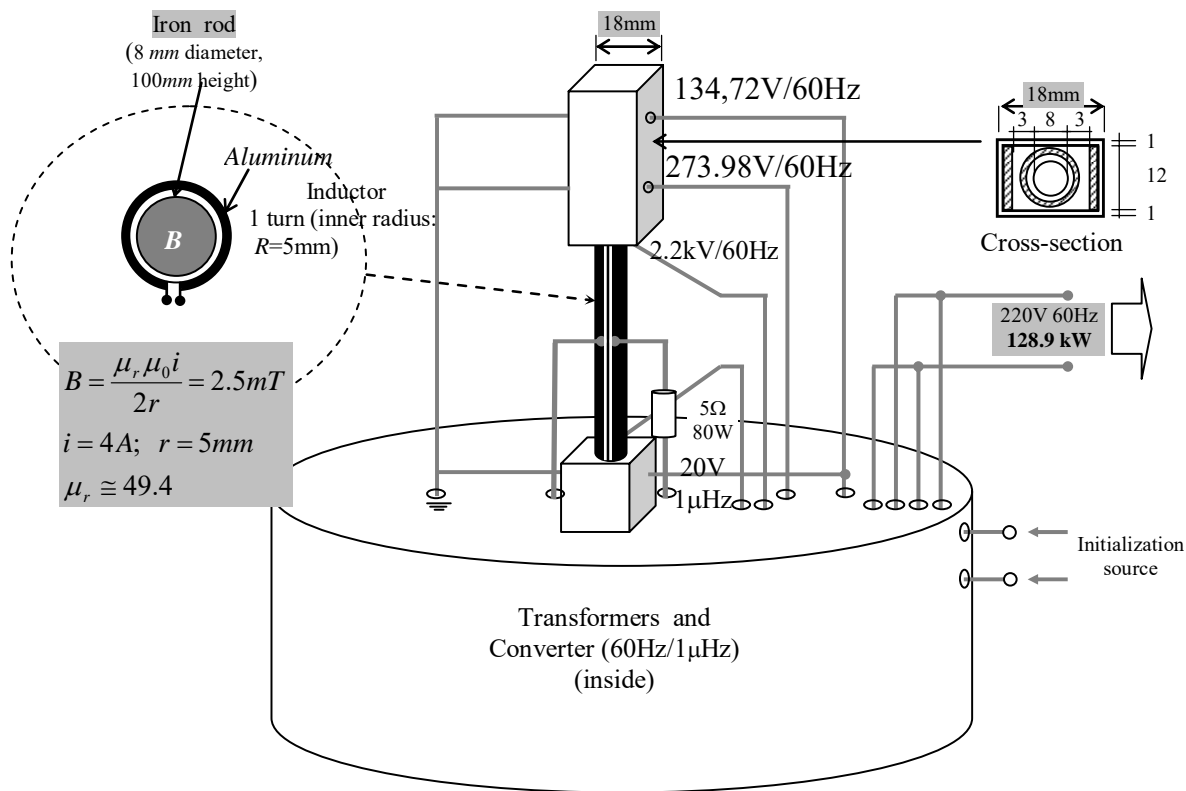 Iron rod
(8 mm diameter,
100mm height)
Aluminum
Inductor
1 turn (inner radius:
R=5mm)
B
B = μrμ0i / 2r = 2.5mT
i = 4A; r = 5mm
μr ≅ 49.4
18mm
134,72V/60Hz
273.98V/60Hz
2.2kV/60Hz
5Ω
80W
20V
1μHz
18mm
3 8 3
1
12
1
Cross-section
220V 60Hz
128.9 kW
Initialization
source
Transformers and
Converter (60Hz/1μHz)
(inside)